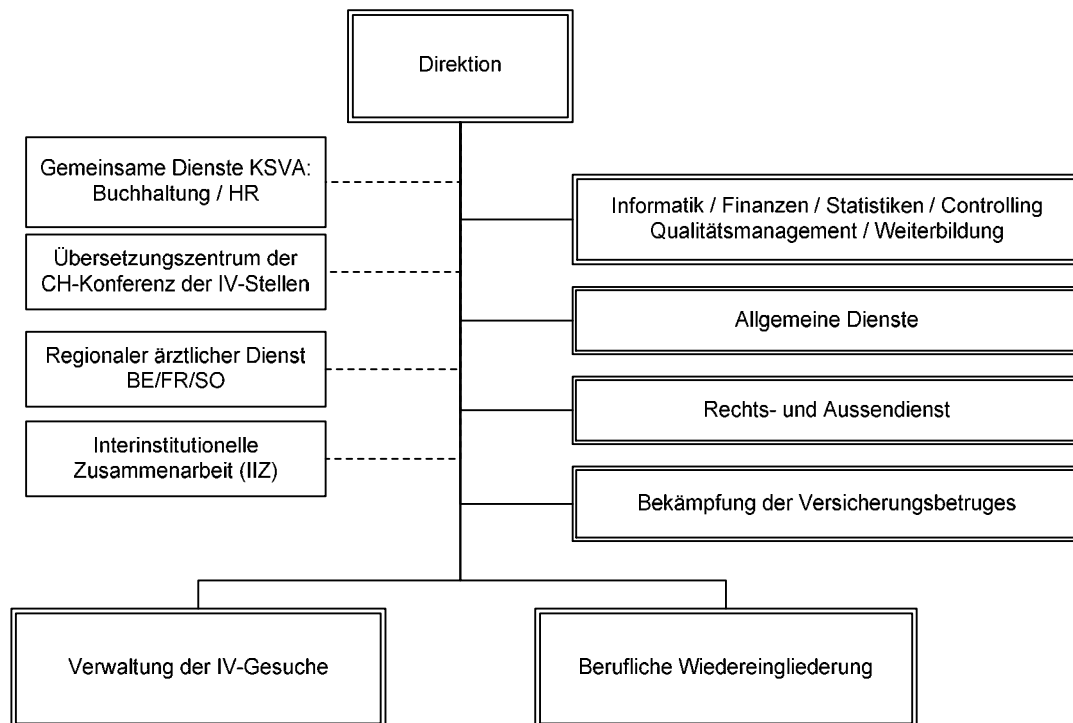 Direktion
Gemeinsame Dienste KSVA:
Buchhaltung / HR
Informatik / Finanzen / Statistiken / Controlling
Qualitätsmanagement / Weiterbildung
Übersetzungszentrum der
CH-Konferenz der IV-Stellen
Allgemeine Dienste
Regionaler ärztlicher Dienst
BE/FR/SO
Rechts- und Aussendienst
Interinstitutionelle
Zusammenarbeit (IIZ)
Bekämpfung der Versicherungsbetruges
Verwaltung der IV-Gesuche
Berufliche Wiedereingliederung